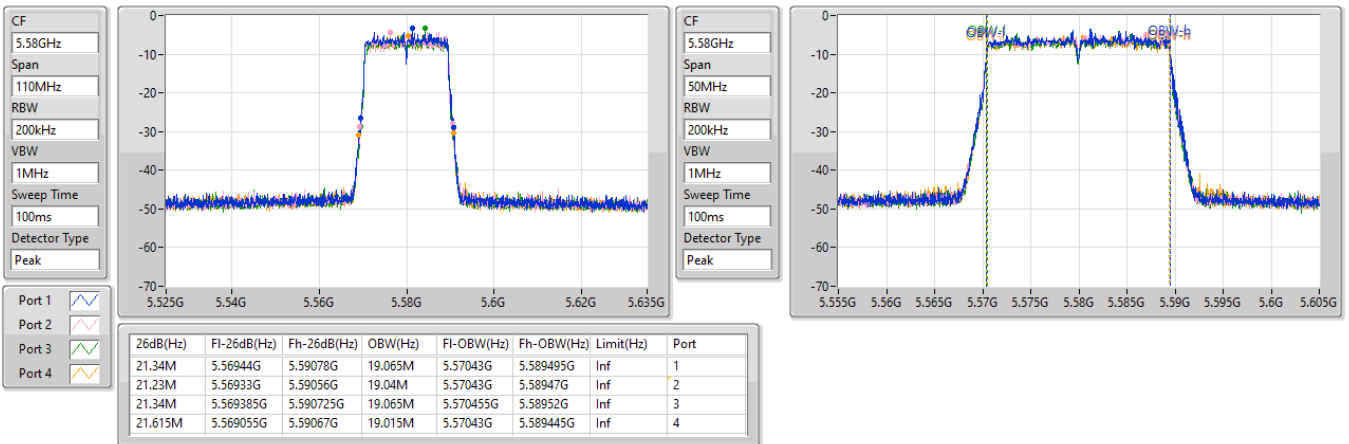 CF
5.58GHz
Span
110MHz
RBW
200kHz
VBW
1MHz
Sweep Time
100ms
Detector Type
Peak
0-
-10-
-20-
-30-
-40-
-50-
-60-
-70-
5.525G 5.54G 5.56G 5.58G 5.6G 5.62G 5.635G
CF
5.58GHz
Span
50MHz
RBW
200kHz
VBW
1MHz
Sweep Time
100ms
Detector Type
Peak
0-
-10-
-20-
-30-
-40-
-50-
-60-
-70-
OBW-l OBW-h
5.555G 5.56G 5.565G 5.57G 5.575G 5.58G 5.585G 5.59G 5.595G 5.6G 5.605G
Port 1
Port 2
Port 3
Port 4
26dB(Hz) Fl-26dB(Hz) Fh-26dB(Hz) OBW(Hz) Fl-OBW(Hz) Fh-OBW(Hz) Limit(Hz) Port
21.34M 5.56944G 5.59078G 19.065M 5.57043G 5.589495G Inf 1
21.23M 5.56933G 5.59056G 19.04M 5.57043G 5.58947G Inf 2
21.34M 5.569385G 5.590725G 19.065M 5.570455G 5.58952G Inf 3
21.615M 5.569055G 5.59067G 19.015M 5.57043G 5.589445G Inf 4